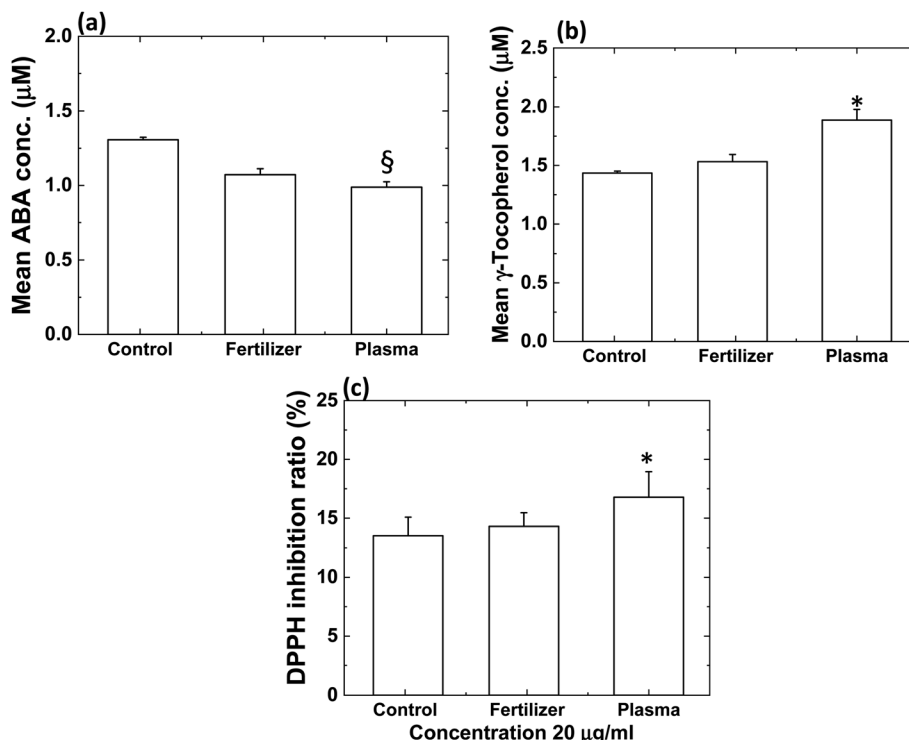 (a)
Mean ABA conc. (μM)
2.0
1.5
1.0
0.5
0.0
§
Control Fertilizer Plasma
(b)
Mean γ-Tocopherol conc. (μM)
2.5
2.0
1.5
1.0
0.5
0.0
*
Control Fertilizer Plasma
(c)
DPPH inhibition ratio (%)
25
20
15
10
5
0
*
Control Fertilizer Plasma
Concentration 20 μg/ml